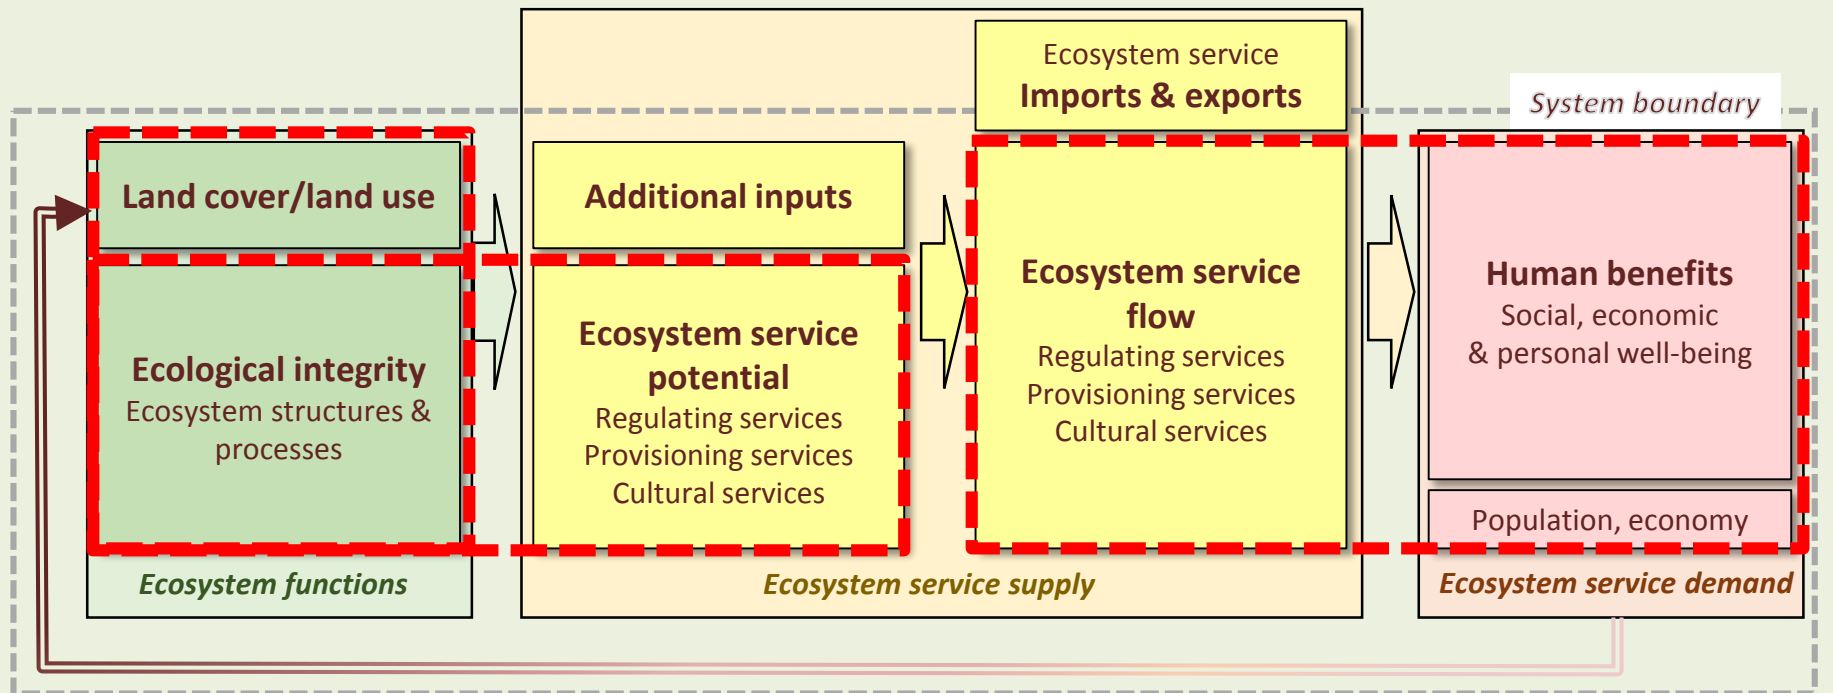 Ecosystem service
Imports & exports
System boundary
Land cover/land use
Ecological integrity
Ecosystem structures &
processes
Ecosystem functions
Additional inputs
Ecosystem service
potential
Regulating services
Provisioning services
Cultural services
Ecosystem service
flow
Regulating services
Provisioning services
Cultural services
Ecosystem service supply
Human benefits
Social, economic
& personal well-being
Population, economy
Ecosystem service demand